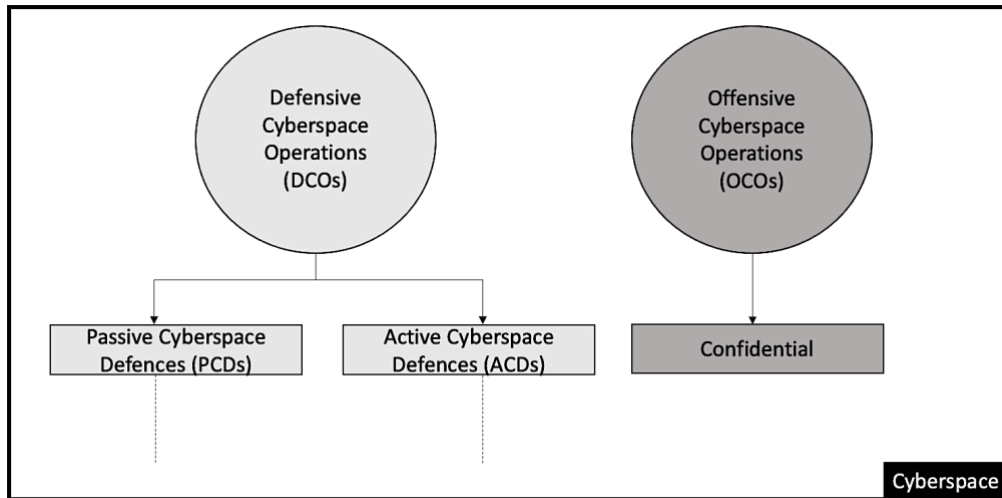 Defensive
Cyberspace
Operations
(DCOs)
Offensive
Cyberspace
Operations
(OCOs)
Passive Cyberspace
Defences (PCDs)
Active Cyberspace
Defences (ACDs)
Confidential
Cyberspace